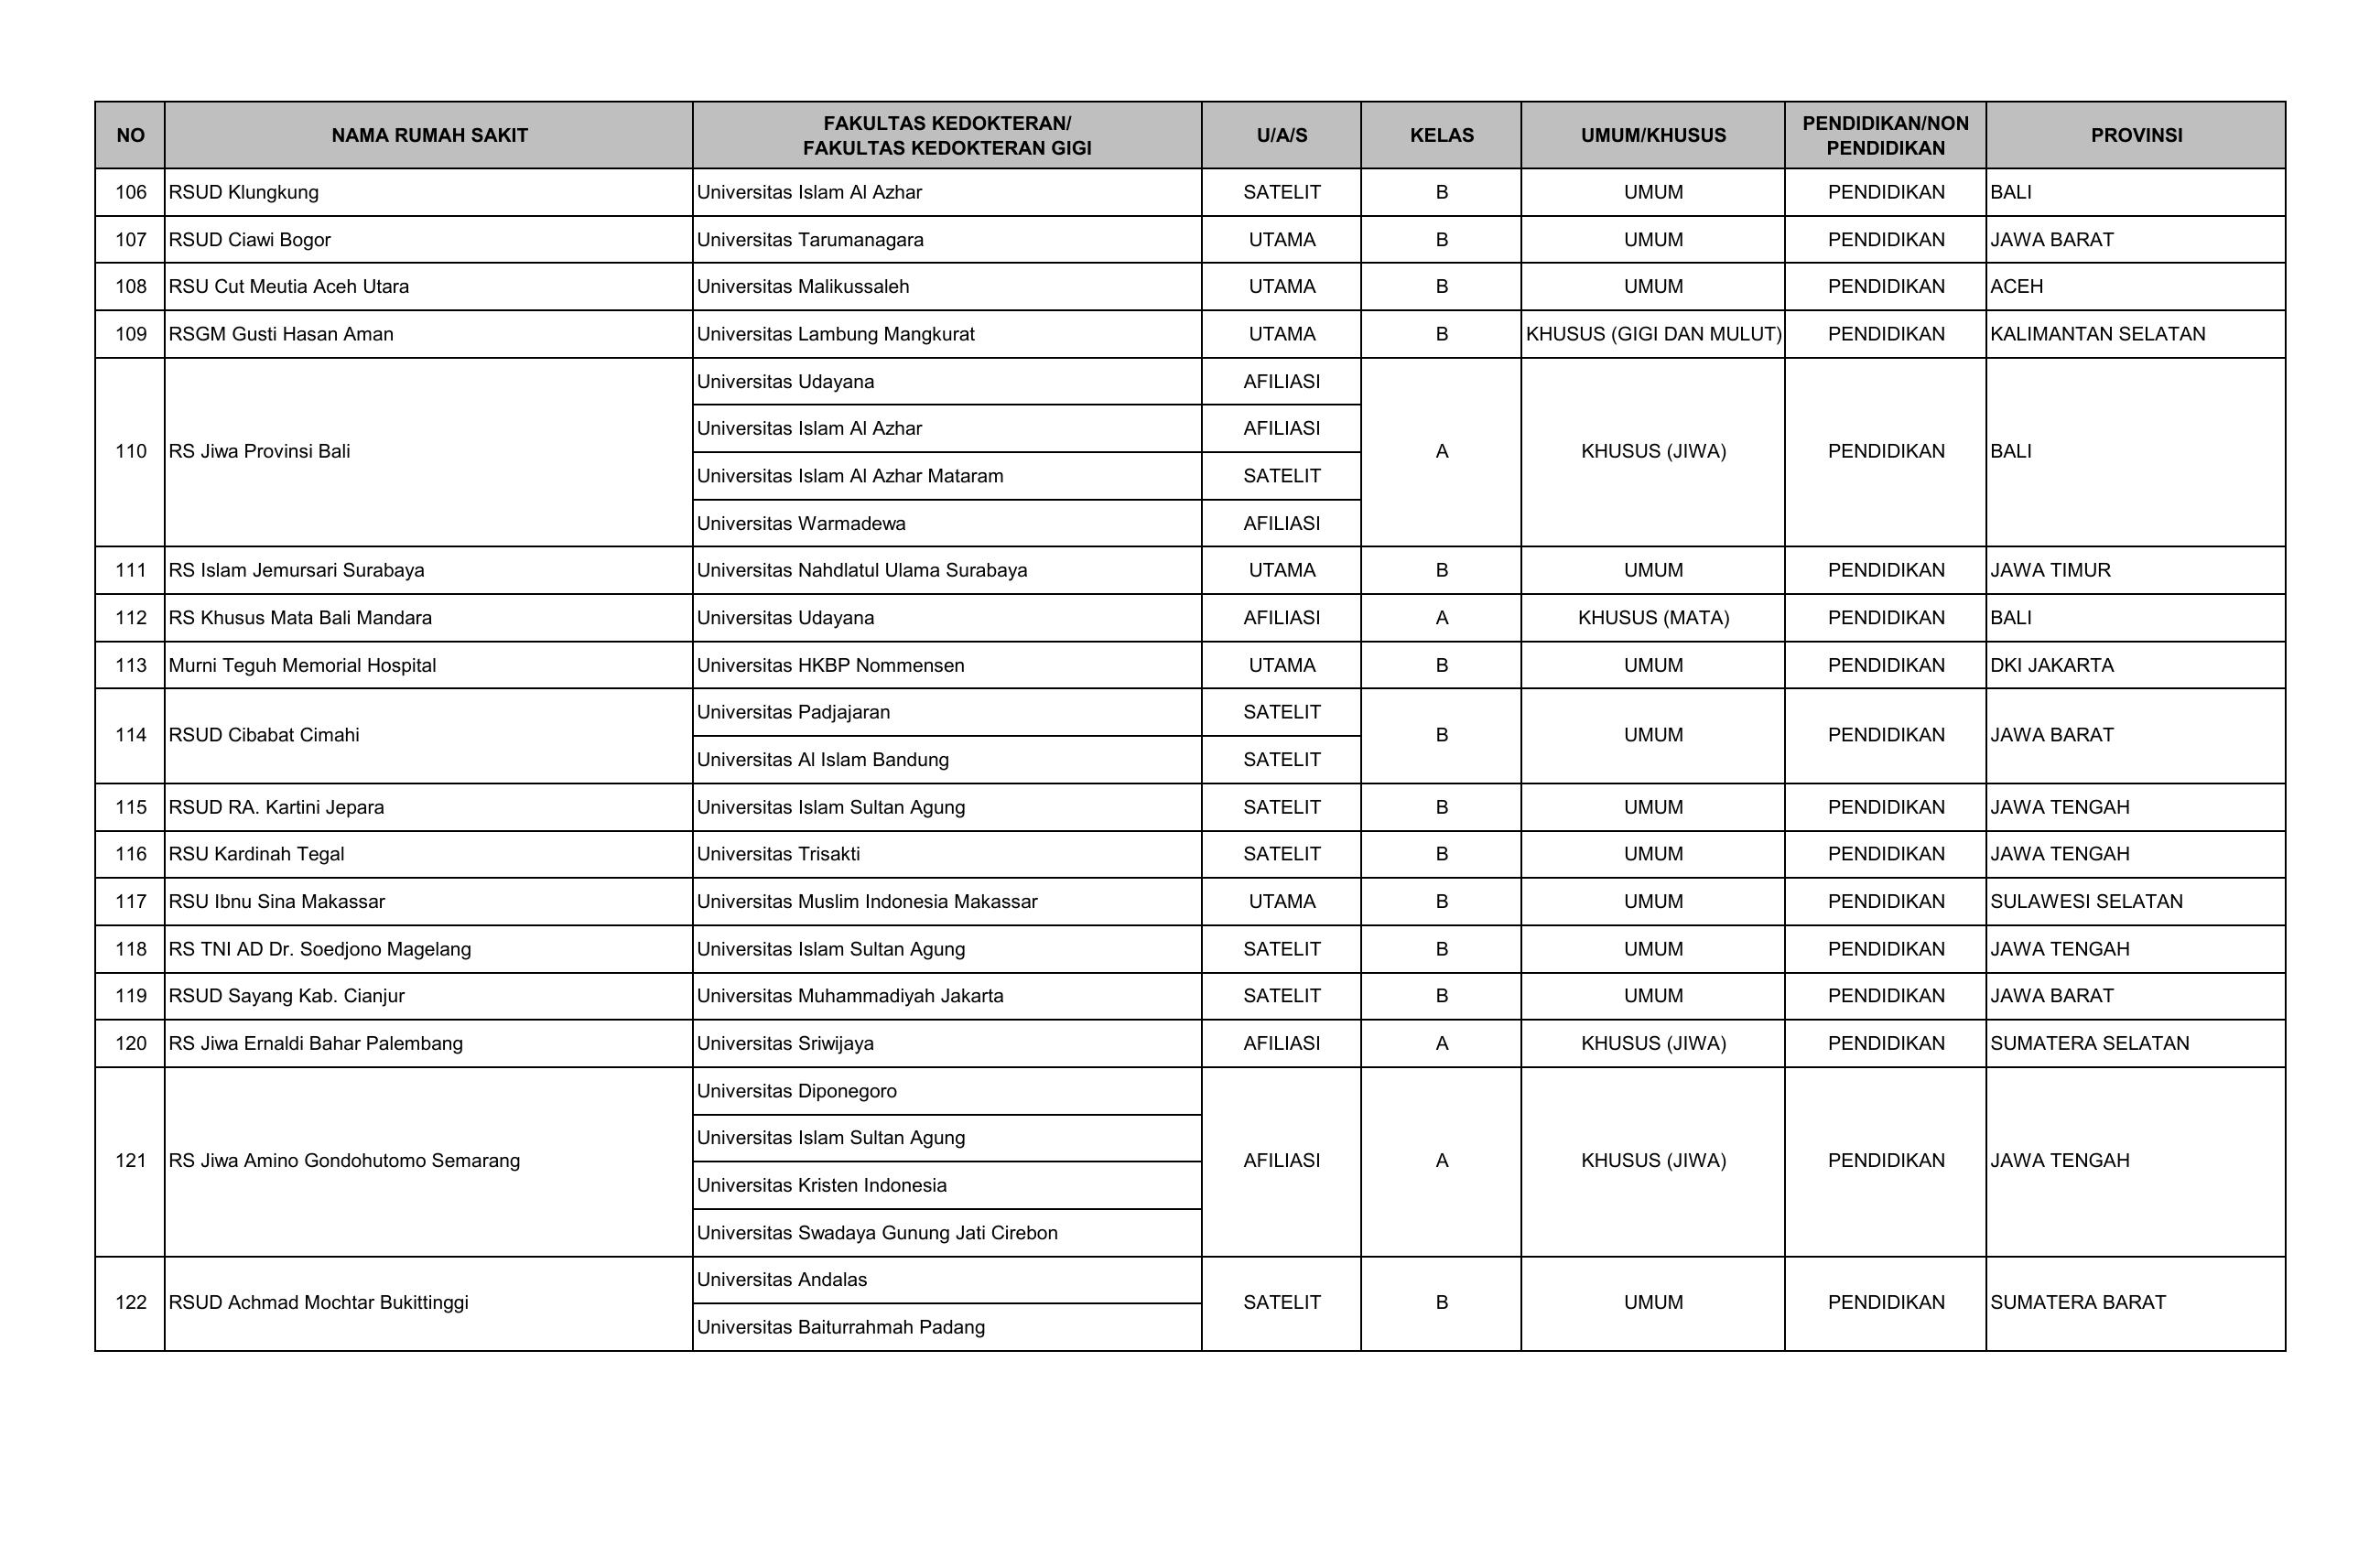 NO NAMA RUMAH SAKIT FAKULTAS KEDOKTERAN/ FAKULTAS KEDOKTERAN GIGI U/A/S KELAS UMUM/KHUSUS PENDIDIKAN/NON PENDIDIKAN PROVINSI
106 RSUD Klungkung Universitas Islam Al Azhar SATELIT B UMUM PENDIDIKAN BALI
107 RSUD Ciawi Bogor Universitas Tarumanagara UTAMA B UMUM PENDIDIKAN JAWA BARAT
108 RSU Cut Meutia Aceh Utara Universitas Malikussaleh UTAMA B UMUM PENDIDIKAN ACEH
109 RSGM Gusti Hasan Aman Universitas Lambung Mangkurat UTAMA B KHUSUS (GIGI DAN MULUT) PENDIDIKAN KALIMANTAN SELATAN
110 RS Jiwa Provinsi Bali Universitas Udayana AFILIASI A KHUSUS (JIWA) PENDIDIKAN BALI
Universitas Islam Al Azhar AFILIASI
Universitas Islam Al Azhar Mataram SATELIT
Universitas Warmadewa AFILIASI
111 RS Islam Jemursari Surabaya Universitas Nahdlatul Ulama Surabaya UTAMA B UMUM PENDIDIKAN JAWA TIMUR
112 RS Khusus Mata Bali Mandara Universitas Udayana AFILIASI A KHUSUS (MATA) PENDIDIKAN BALI
113 Murni Teguh Memorial Hospital Universitas HKBP Nommensen UTAMA B UMUM PENDIDIKAN DKI JAKARTA
114 RSUD Cibabat Cimahi Universitas Padjajaran SATELIT B UMUM PENDIDIKAN JAWA BARAT
Universitas Al Islam Bandung SATELIT
115 RSUD RA. Kartini Jepara Universitas Islam Sultan Agung SATELIT B UMUM PENDIDIKAN JAWA TENGAH
116 RSU Kardinah Tegal Universitas Trisakti SATELIT B UMUM PENDIDIKAN JAWA TENGAH
117 RSU Ibnu Sina Makassar Universitas Muslim Indonesia Makassar UTAMA B UMUM PENDIDIKAN SULAWESI SELATAN
118 RS TNI AD Dr. Soedjono Magelang Universitas Islam Sultan Agung SATELIT B UMUM PENDIDIKAN JAWA TENGAH
119 RSUD Sayang Kab. Cianjur Universitas Muhammadiyah Jakarta SATELIT B UMUM PENDIDIKAN JAWA BARAT
120 RS Jiwa Ernaldi Bahar Palembang Universitas Sriwijaya AFILIASI A KHUSUS (JIWA) PENDIDIKAN SUMATERA SELATAN
121 RS Jiwa Amino Gondohutomo Semarang Universitas Diponegoro AFILIASI A KHUSUS (JIWA) PENDIDIKAN JAWA TENGAH
Universitas Islam Sultan Agung
Universitas Kristen Indonesia
Universitas Swadaya Gunung Jati Cirebon
122 RSUD Achmad Mochtar Bukittinggi Universitas Andalas SATELIT B UMUM PENDIDIKAN SUMATERA BARAT
Universitas Baiturrahmah Padang